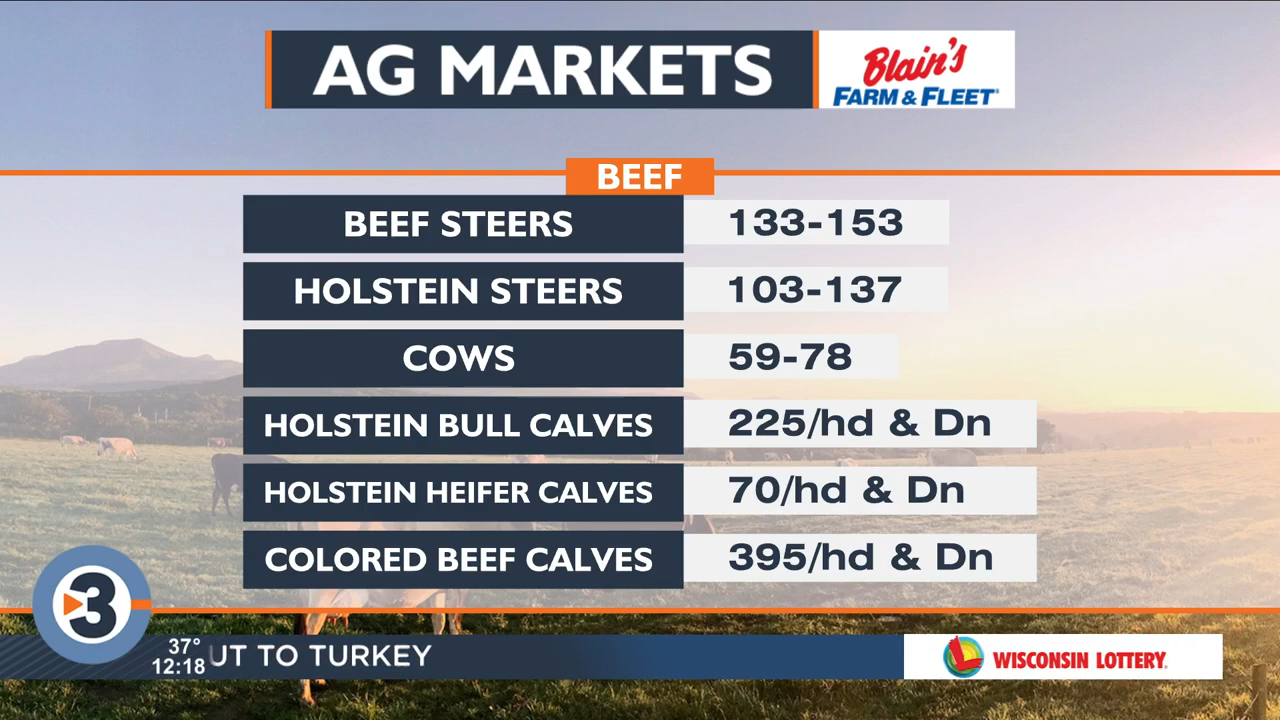 AG MARKETS
Blain's
FARM & FLEET
BEEF
BEEF STEERS 133-153
HOLSTEIN STEERS 103-137
COWS 59-78
HOLSTEIN BULL CALVES 225/hd & Dn
HOLSTEIN HEIFER CALVES 70/hd & Dn
COLORED BEEF CALVES 395/hd & Dn
3
37°
12:18
UT TO TURKEY
WISCONSIN LOTTERY